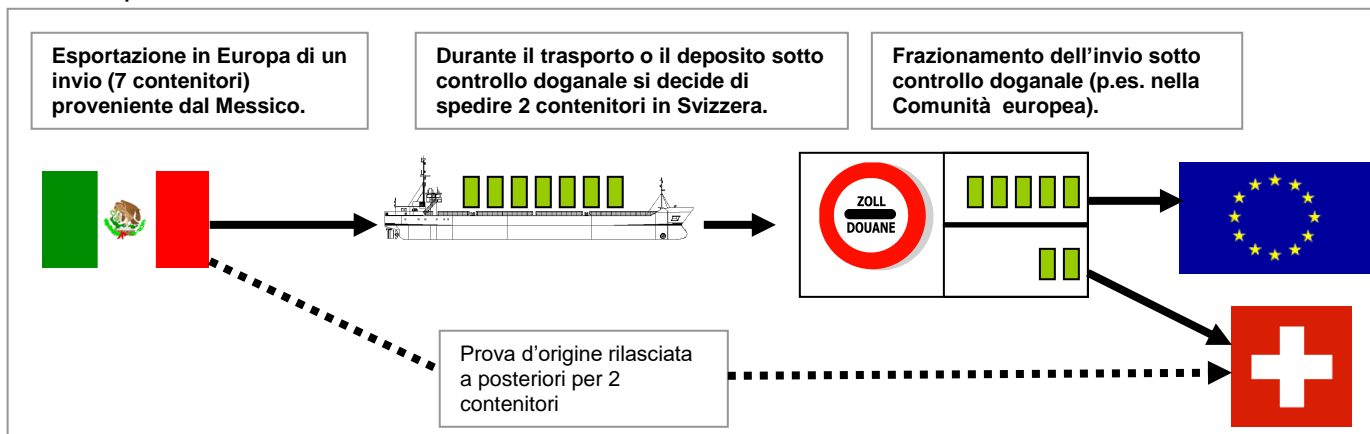 Esportazione in Europa di un
invio (7 contenitori)
proveniente dal Messico.
Durante il trasporto o il deposito sotto
controllo doganale si decide di
spedire 2 contenitori in Svizzera.
Frazionamento dell'invio sotto
controllo doganale (p.es. nella
Comunità europea).
ZOLL
DOUANE
Prova d'origine rilasciata
a posteriori per 2
contenitori